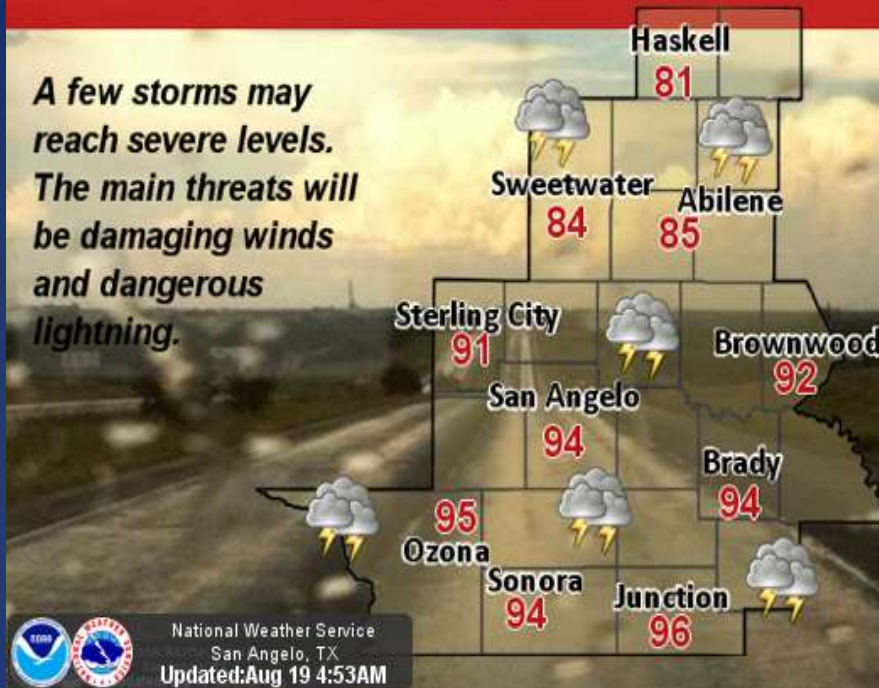 A few storms may
reach severe levels.
The main threats will
be damaging winds
and dangerous
lightning.
Haskell
81
Sweetwater
84
Abilene
85
Sterling City
91
Brownwood
92
San Angelo
94
Brady
94
95
Ozona
Sonora
94
Junction
96
National Weather Service
San Angelo, TX
Updated:Aug 19 4:53AM